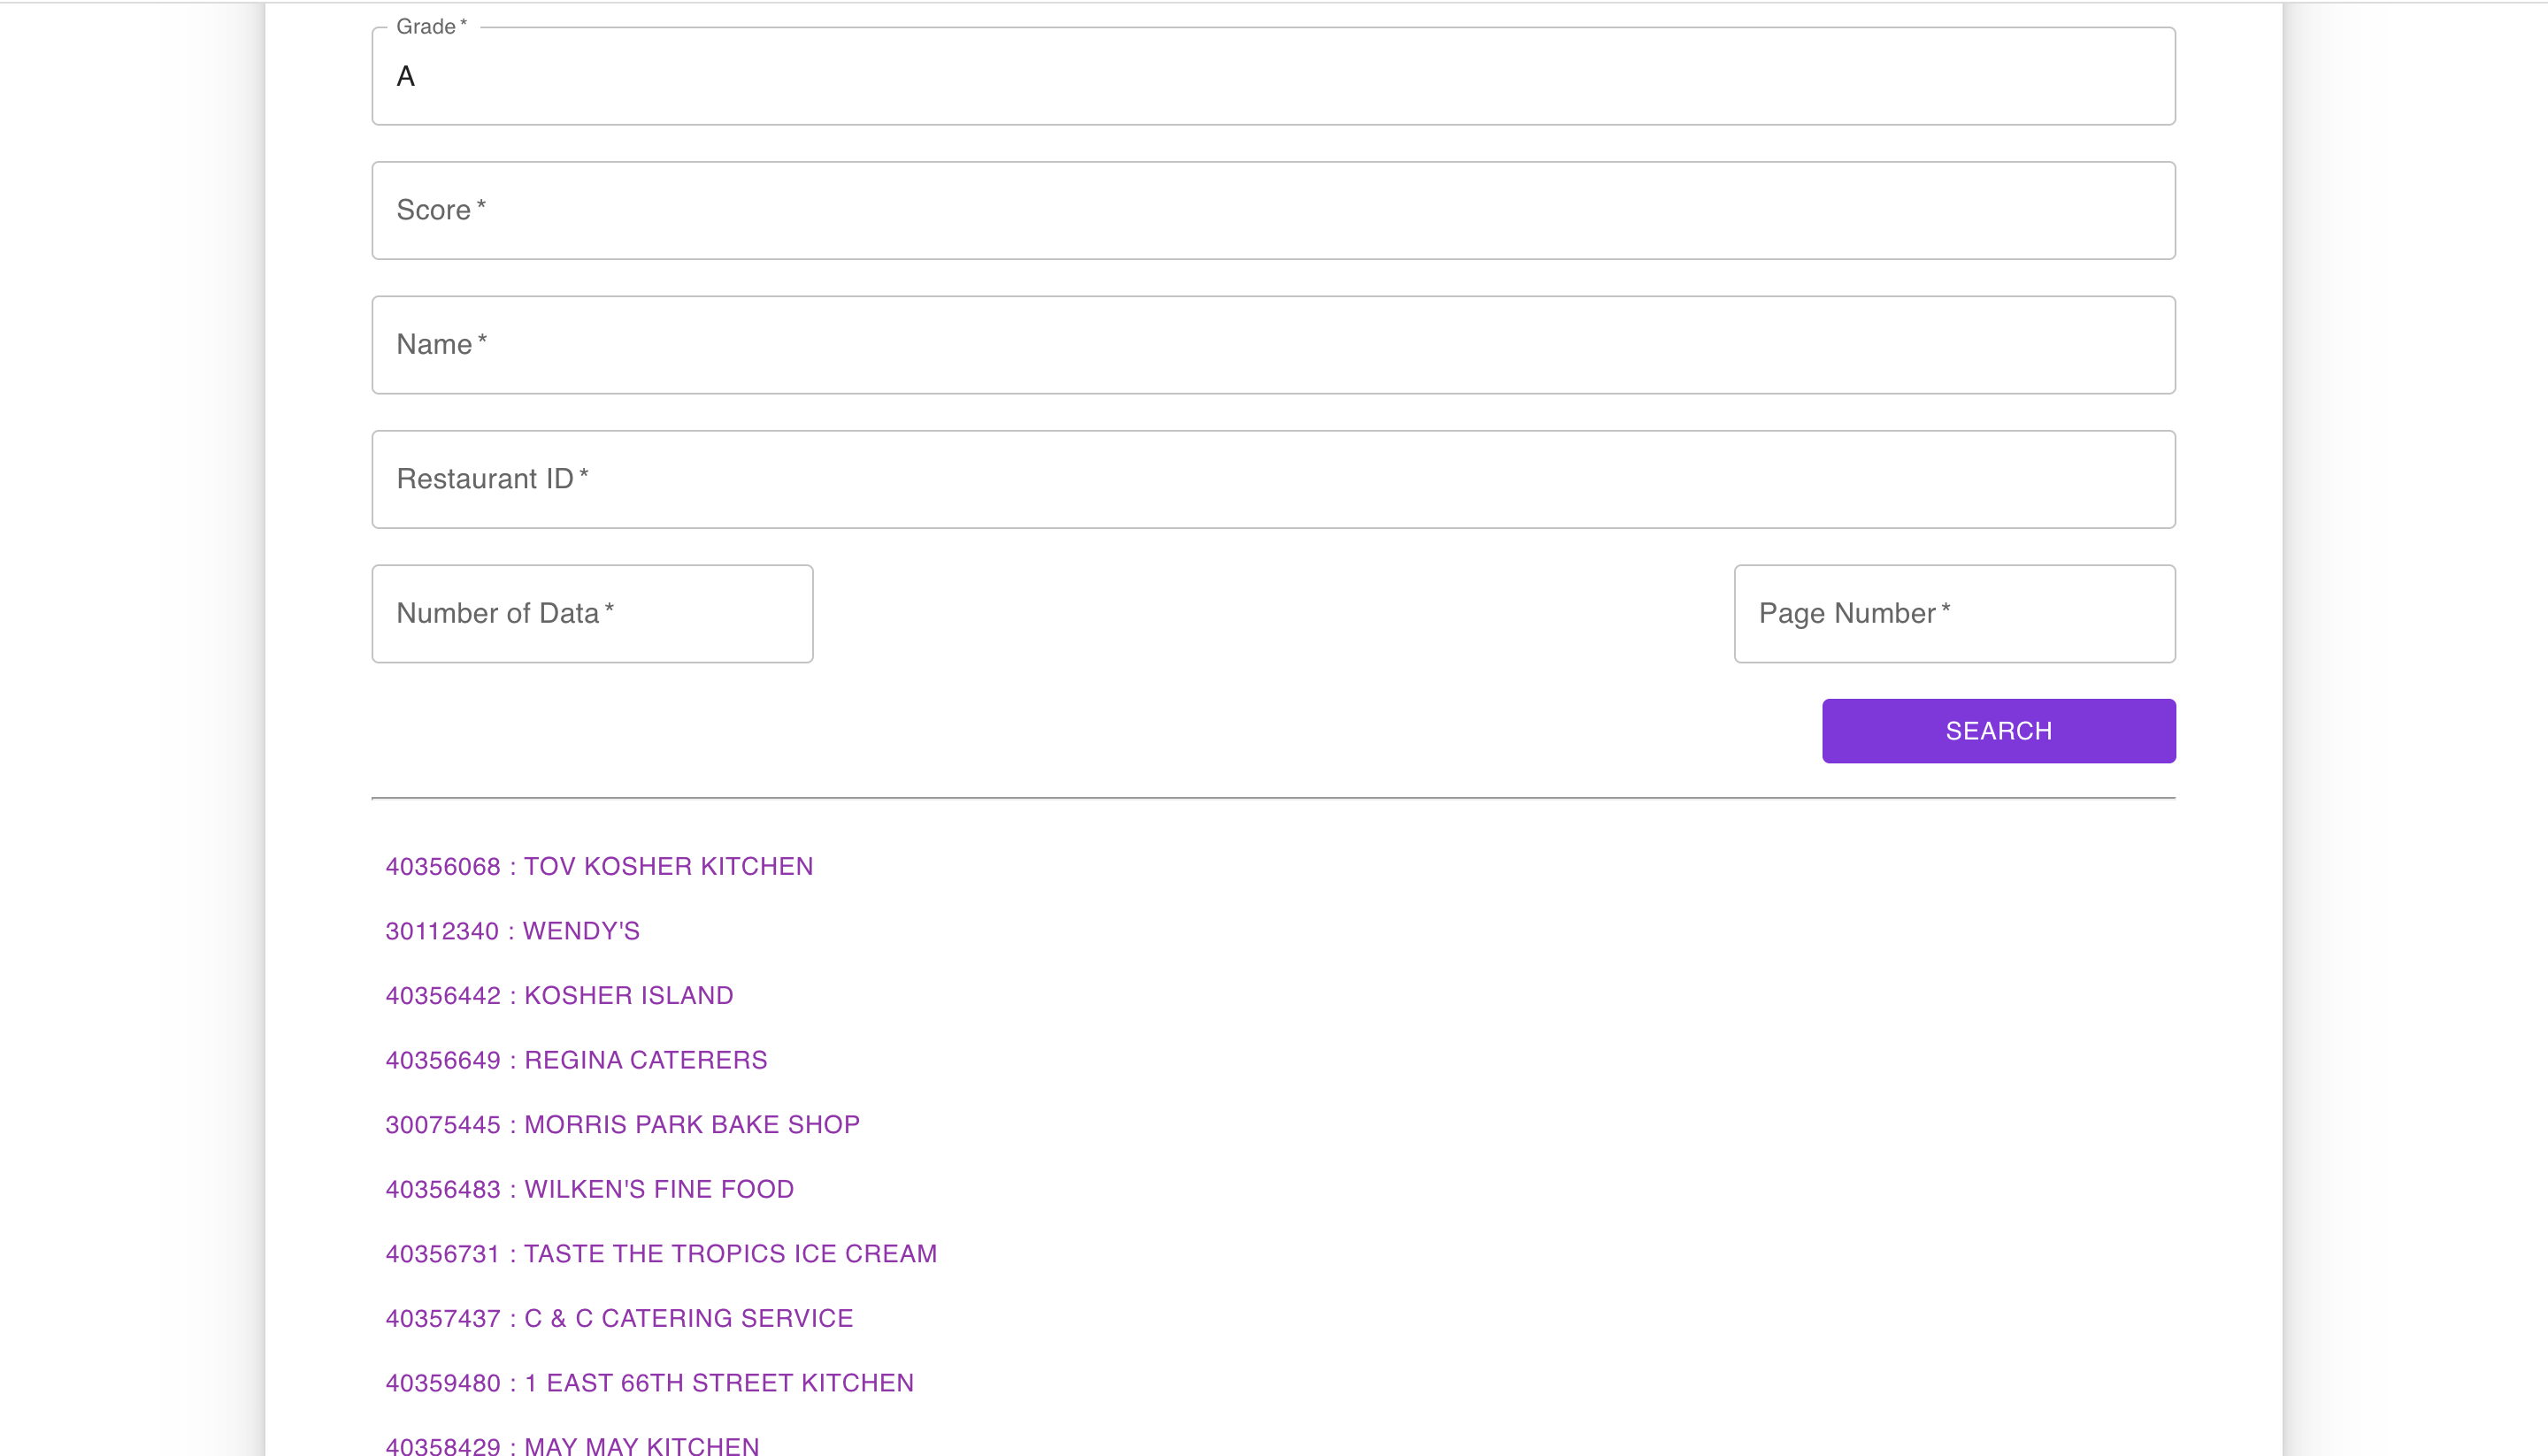 Grade *
A
Score *
Name *
Restaurant ID *
Number of Data *
Page Number *
SEARCH
40356068 : TOV KOSHER KITCHEN
30112340 : WENDY'S
40356442 : KOSHER ISLAND
40356649 : REGINA CATERERS
30075445 : MORRIS PARK BAKE SHOP
40356483 : WILKEN'S FINE FOOD
40356731 : TASTE THE TROPICS ICE CREAM
40357437 : C & C CATERING SERVICE
40359480 : 1 EAST 66TH STREET KITCHEN
40358429 : MAY MAY KITCHEN